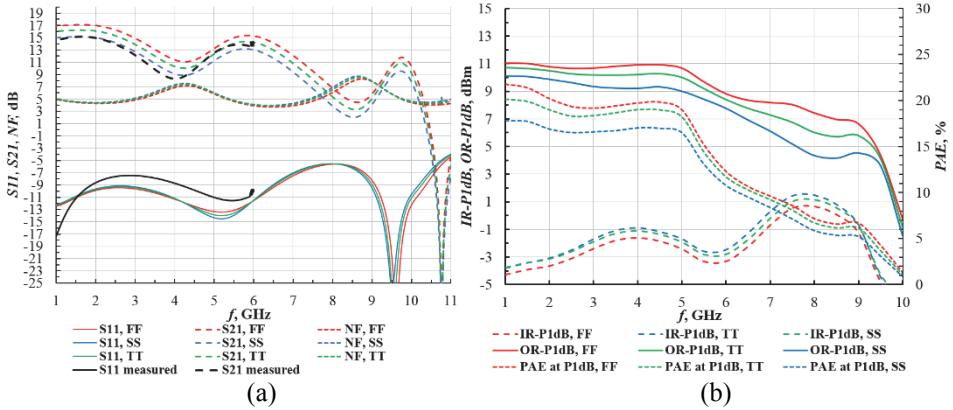 S11, S21, NF, dB
19
17
15
13
11
9
7
5
3
1
-1
-3
-5
-7
-9
-11
-13
-15
-17
-19
-21
-23
-25
1 2 3 4 5 6 7 8 9 10 11
f, GHz
S11, FF S21, FF NF, FF
S11, SS S21, SS NF, SS
S11, TT S21, TT NF, TT
S11 measured S21 measured
(a)
IR-P1dB, OR-P1dB, dBm
15
13
11
9
7
5
3
1
-1
-3
-5
PAE, %
30
25
20
15
10
5
0
1 2 3 4 5 6 7 8 9 10
f, GHz
IR-P1dB, FF IR-P1dB, TT IR-P1dB, SS
OR-P1dB, FF OR-P1dB, TT OR-P1dB, SS
PAE at P1dB, FF PAE at P1dB, TT PAE at P1dB, SS
(b)